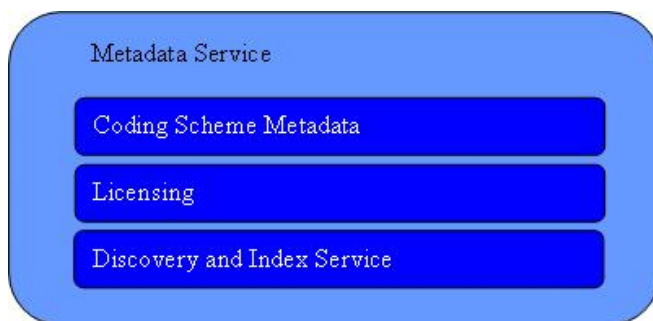 Metadata Service
Coding Scheme Metadata
Licensing
Discovery and Index Service